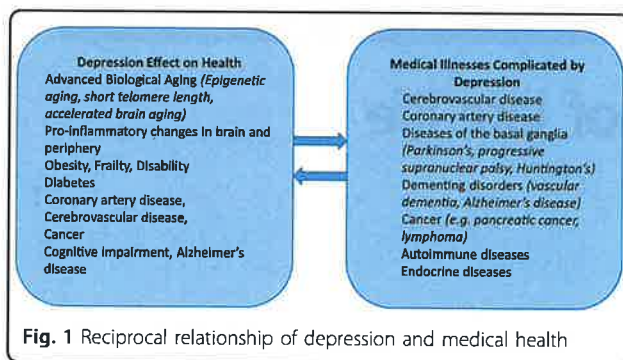 Depression Effect on Health
Advanced Biological Aging (Epigenetic
aging, short telomere length,
accelerated brain aging)
Pro-inflammatory changes in brain and
periphery
Obesity, Frailty, Disability
Diabetes
Coronary artery disease,
Cerebrovascular disease,
Cancer
Cognitive impairment, Alzheimer's
disease
Medical Illnesses Complicated by
Depression
Cerebrovascular disease
Coronary artery disease
Diseases of the basal ganglia
(Parkinson's, progressive
supranuclear palsy, Huntington's)
Dementing disorders (vascular
dementia, Alzheimer's disease)
Cancer (e.g. pancreatic cancer,
lymphoma)
Autoimmune diseases
Endocrine diseases
Fig. 1 Reciprocal relationship of depression and medical health